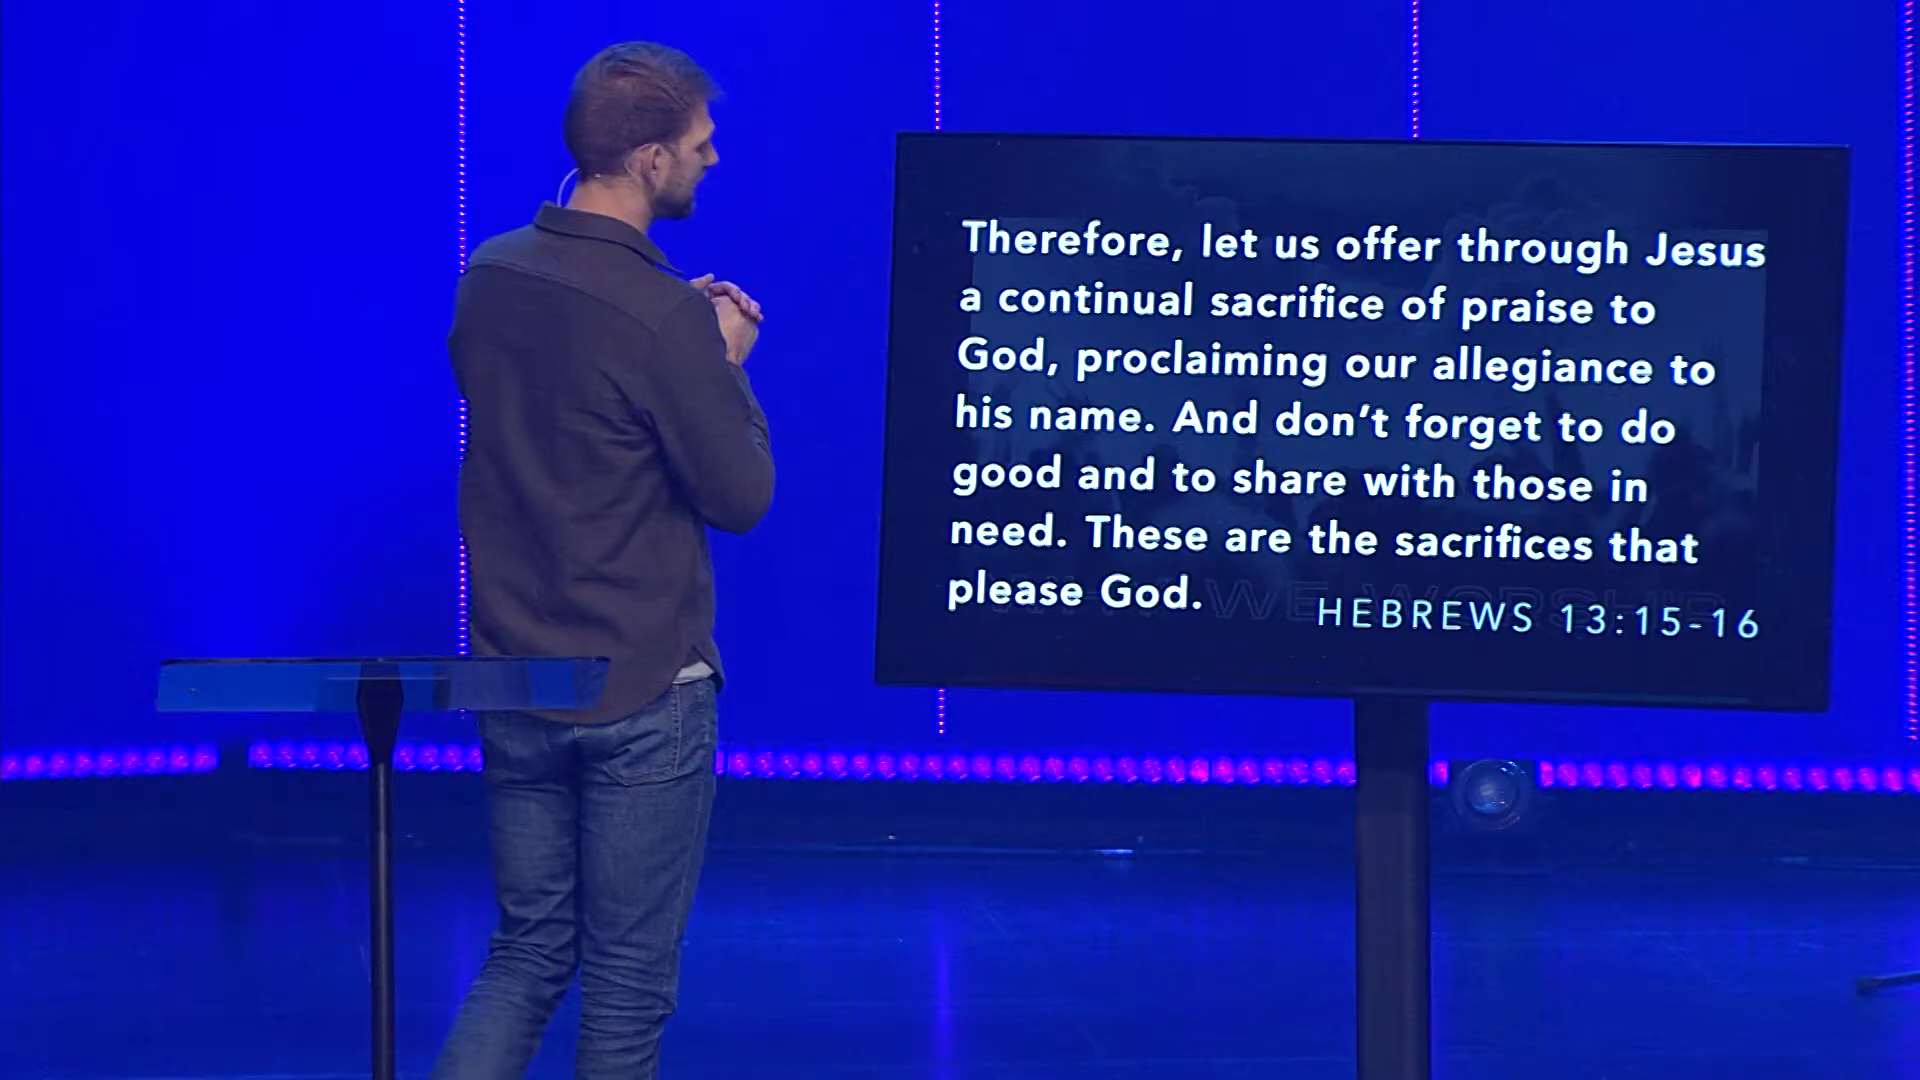 Therefore, let us offer through Jesus
a continual sacrifice of praise to
God, proclaiming our allegiance to
his name. And don't forget to do
good and to share with those in
need. These are the sacrifices that
please God.
HEBREWS 13:15-16
WE WORSHIP